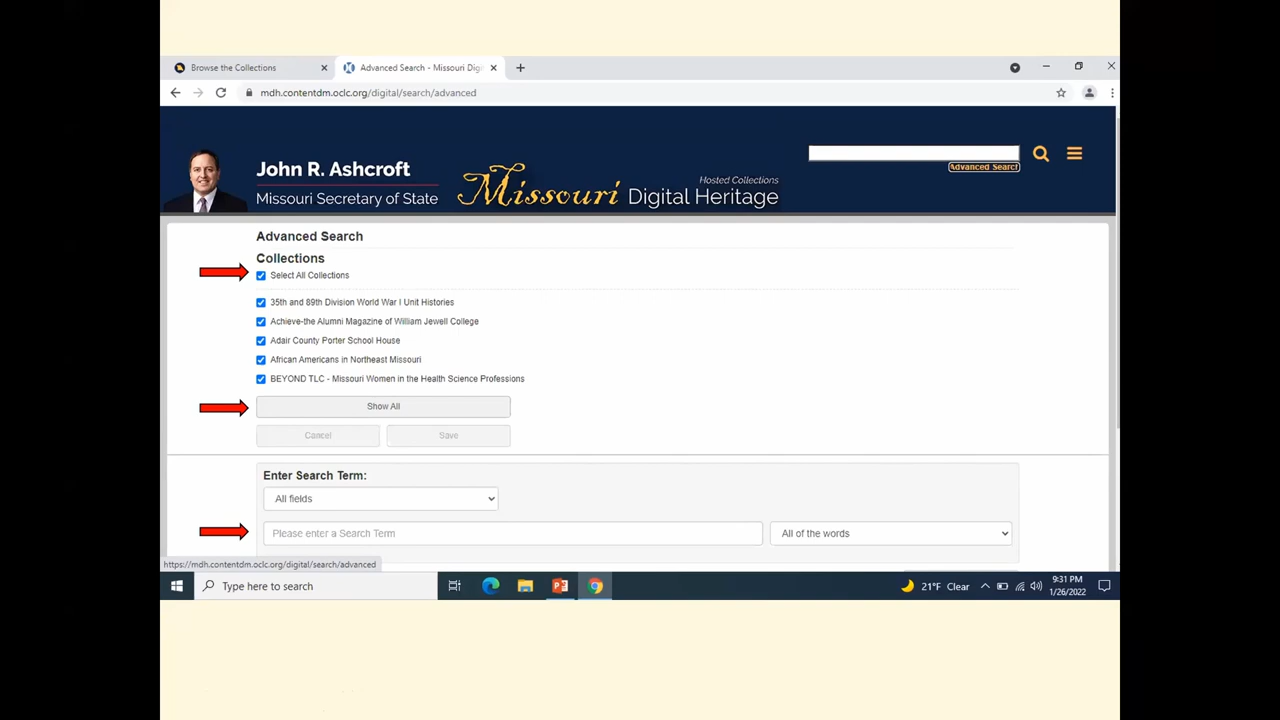 Browse the Collections
Advanced Search - Missouri Dig
mdh.contentdm.oclc.org/digital/search/advanced
John R. Ashcroft
Missouri Secretary of State
Hosted Collections
Missouri Digital Heritage
Advanced Search
Advanced Search
Collections
Select All Collections
35th and 89th Division World War I Unit Histories
Achieve-the Alumni Magazine of William Jewell College
Adair County Porter School House
African Americans in Northeast Missouri
BEYOND TLC - Missouri Women in the Health Science Professions
Show All
Cancel Save
Enter Search Term:
All fields
Please enter a Search Term All of the words
https://mdh.contentdm.oclc.org/digital/search/advanced
Type here to search
21°F Clear
9:31 PM
1/26/2022